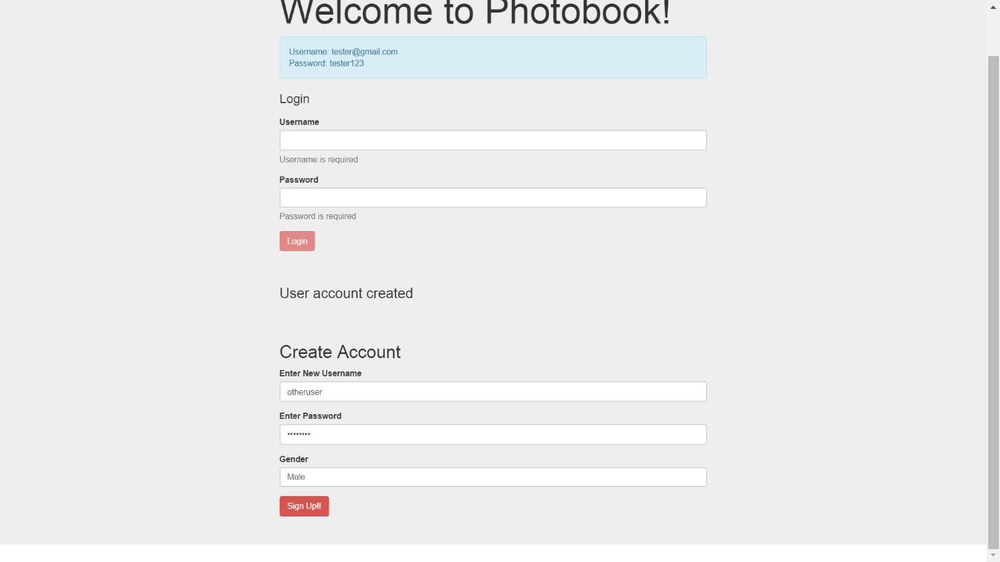 Welcome to Photobook!
Username: tester@gmail.com
Password: tester123
Login
Username
Username is required
Password
Password is required
Login
User account created
Create Account
Enter New Username
otheruser
Enter Password
••••••••
Gender
Male
Sign Up!!